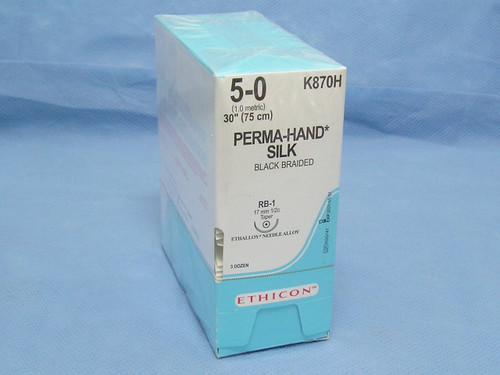 5-0
K870H
(1.0 metric)
30" (75 cm)
PERMA-HAND*
SILK
BLACK BRAIDED
RB-1
17 mm 1/2c
Taper
ETHALLOY* NEEDLE ALLOY
3 DOZEN
ETHICON™